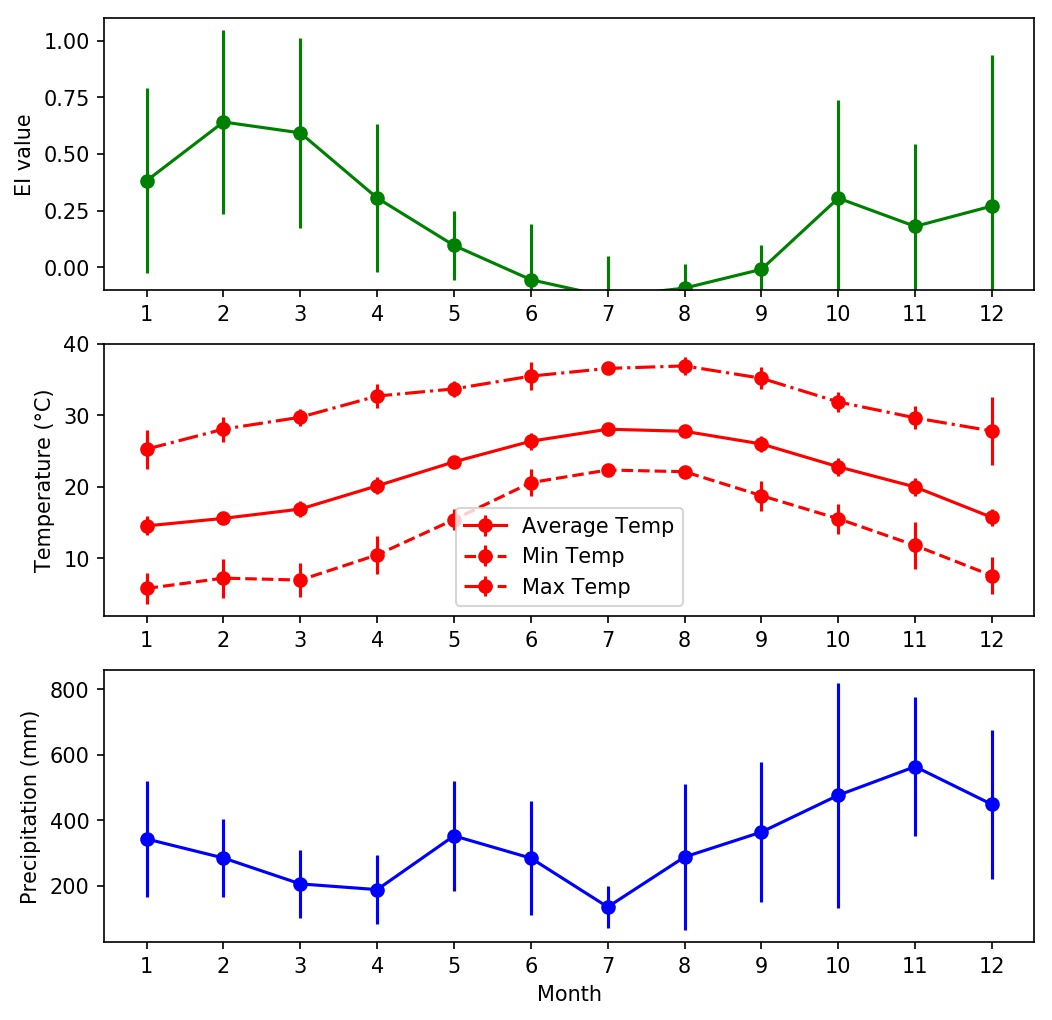 EI value
1.00
0.75
0.50
0.25
0.00
1 2 3 4 5 6 7 8 9 10 11 12
Temperature (°C)
40
30
20
10
Average Temp
Min Temp
Max Temp
1 2 3 4 5 6 7 8 9 10 11 12
Precipitation (mm)
800
600
400
200
1 2 3 4 5 6 7 8 9 10 11 12
Month